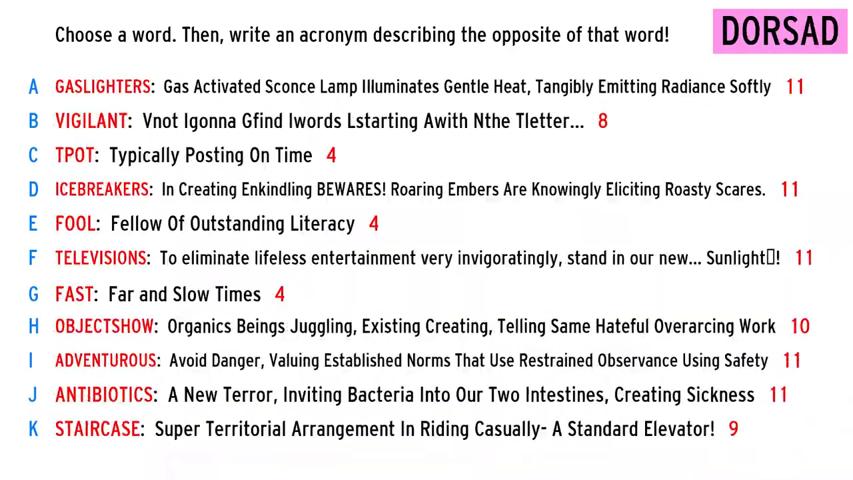 Choose a word. Then, write an acronym describing the opposite of that word!
DORSAD
A GASLIGHTERS: Gas Activated Sconce Lamp Illuminates Gentle Heat, Tangibly Emitting Radiance Softly 11
B VIGILANT: Vnot Igonna Gfind Iwords Lstarting Awith Nthe Tletter... 8
C TPOT: Typically Posting On Time 4
D ICEBREAKERS: In Creating Enkindling BEWARES! Roaring Embers Are Knowingly Eliciting Roasty Scares. 11
E FOOL: Fellow Of Outstanding Literacy 4
F TELEVISIONS: To eliminate lifeless entertainment very invigoratingly, stand in our new... Sunlight▯! 11
G FAST: Far and Slow Times 4
H OBJECTSHOW: Organics Beings Juggling, Existing Creating, Telling Same Hateful Overarcing Work 10
I ADVENTUROUS: Avoid Danger, Valuing Established Norms That Use Restrained Observance Using Safety 11
J ANTIBIOTICS: A New Terror, Inviting Bacteria Into Our Two Intestines, Creating Sickness 11
K STAIRCASE: Super Territorial Arrangement In Riding Casually- A Standard Elevator! 9